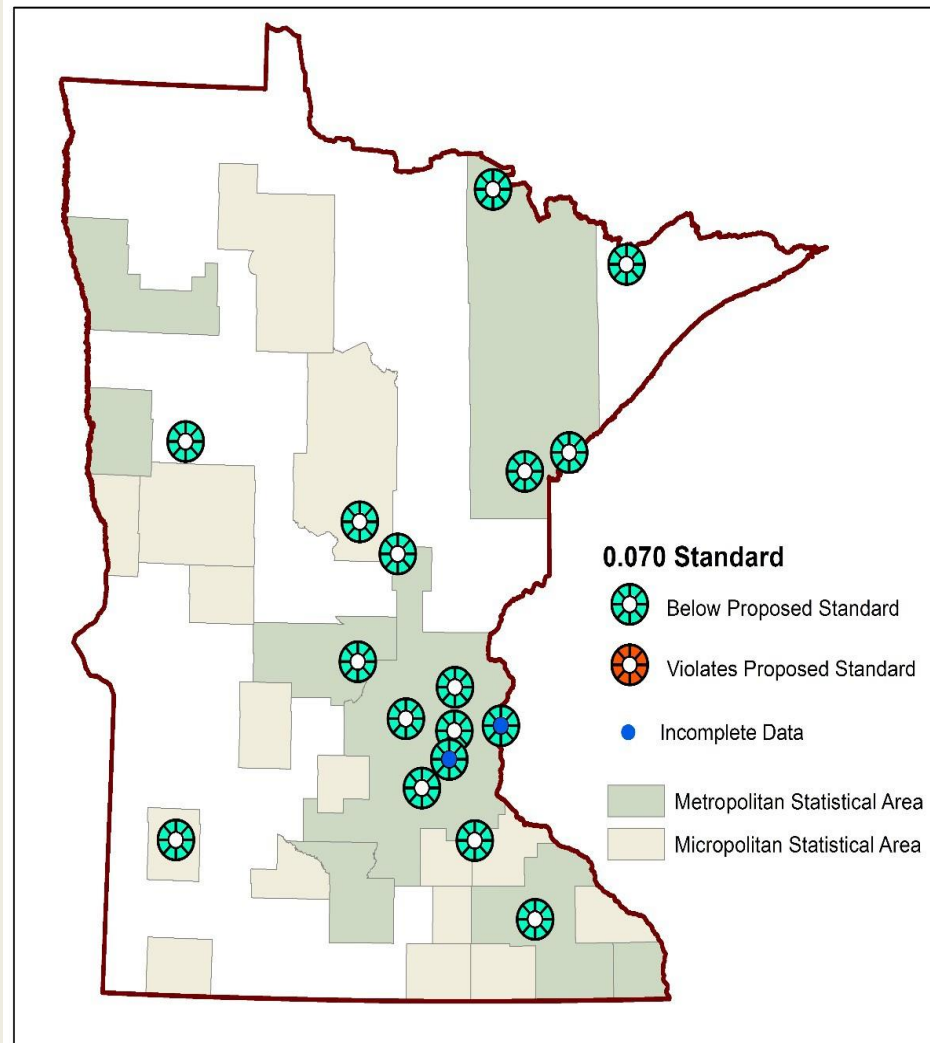 0.070 Standard
Below Proposed Standard
Violates Proposed Standard
Incomplete Data
Metropolitan Statistical Area
Micropolitan Statistical Area